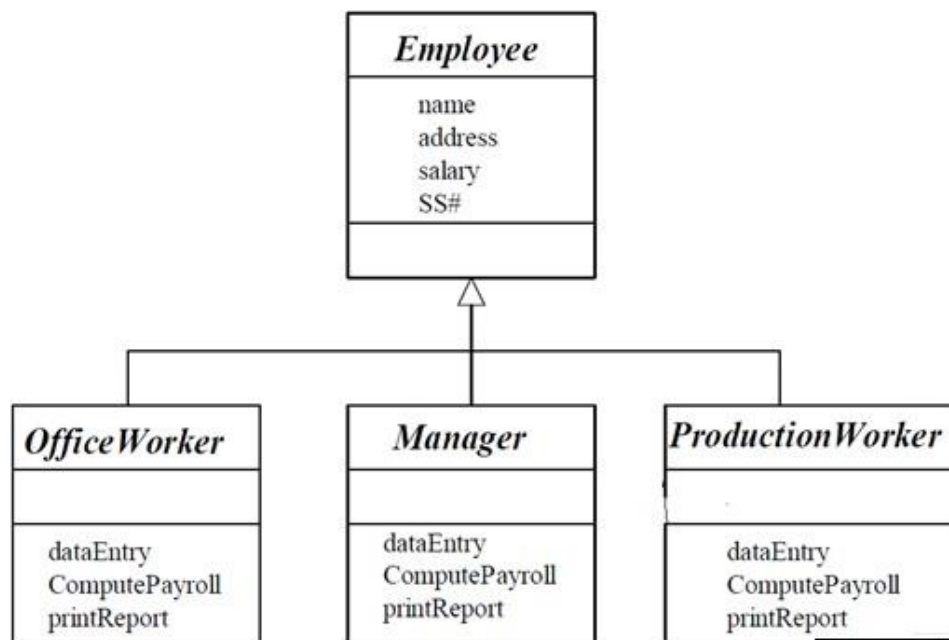 Employee
name
address
salary
SS#
OfficeWorker
dataEntry
ComputePayroll
printReport
Manager
dataEntry
ComputePayroll
printReport
ProductionWorker
dataEntry
ComputePayroll
printReport